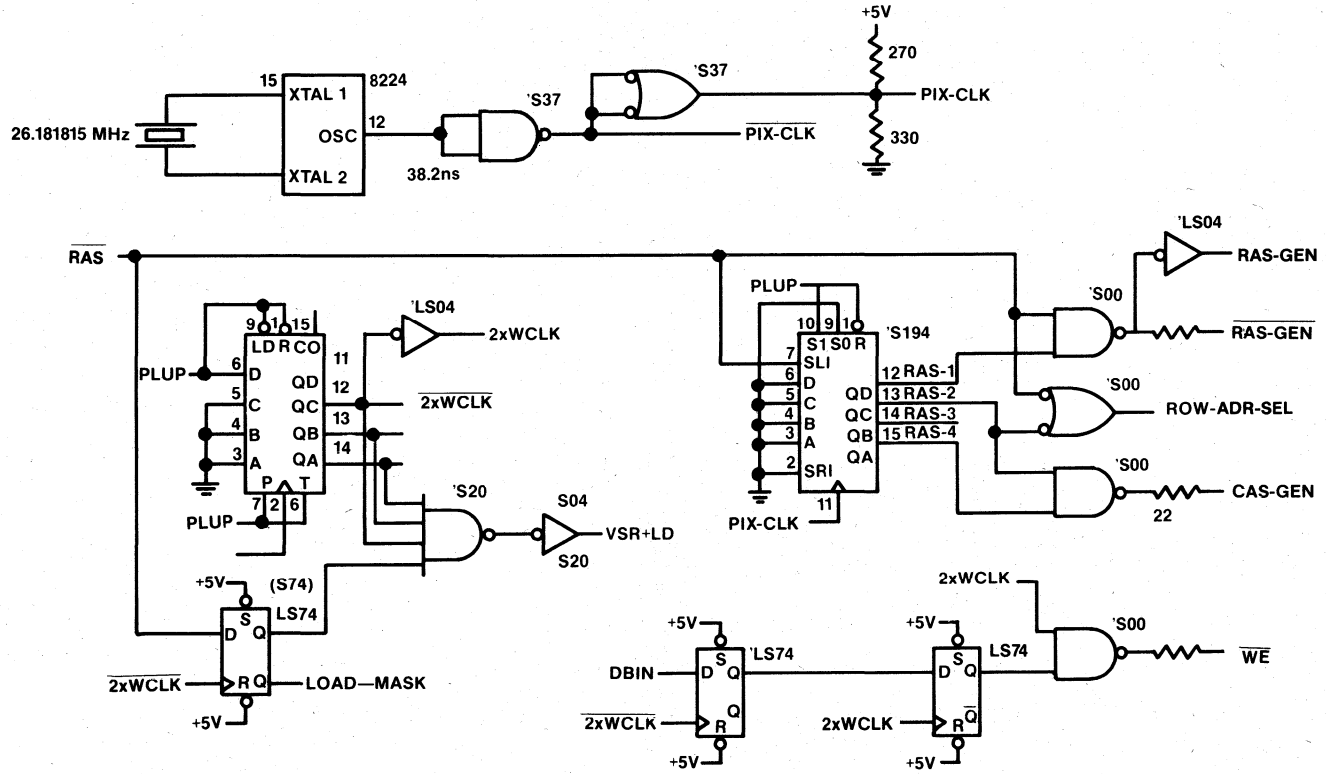 +5V
270
'S37
PIX-CLK
330
15
8224
XTAL 1
26.181815 MHz
OSC
12
XTAL 2
38.2ns
'S37
PIX-CLK
RAS
'LS04
RAS-GEN
PLUP
'S00
RAS-GEN
'LS04
2xWCLK
9 1 15
LD R CO
11
PLUP
6
D
QD
12
5
C
QC
2xWCLK
13
4
B
QB
14
3
A
QA
P T
7 2 6
PLUP
10 9 1
S1 S0 R
'S194
7
SLI
6
D
12 RAS-1
QD
5
C
13 RAS-2
QC
4
B
14 RAS-3
QB
3
A
15 RAS-4
QA
2
SRI
11
PIX-CLK
'S00
ROW-ADR-SEL
'S00
CAS-GEN
22
'S20
S04
VSR+LD
S20
+5V
(S74)
LS74
S
D Q
2xWCLK
R Q
LOAD—MASK
+5V
+5V
'LS74
S
DBIN
D Q
Q
2xWCLK
R
+5V
+5V
LS74
S
D Q
2xWCLK
Q
R
+5V
2xWCLK
'S00
WE